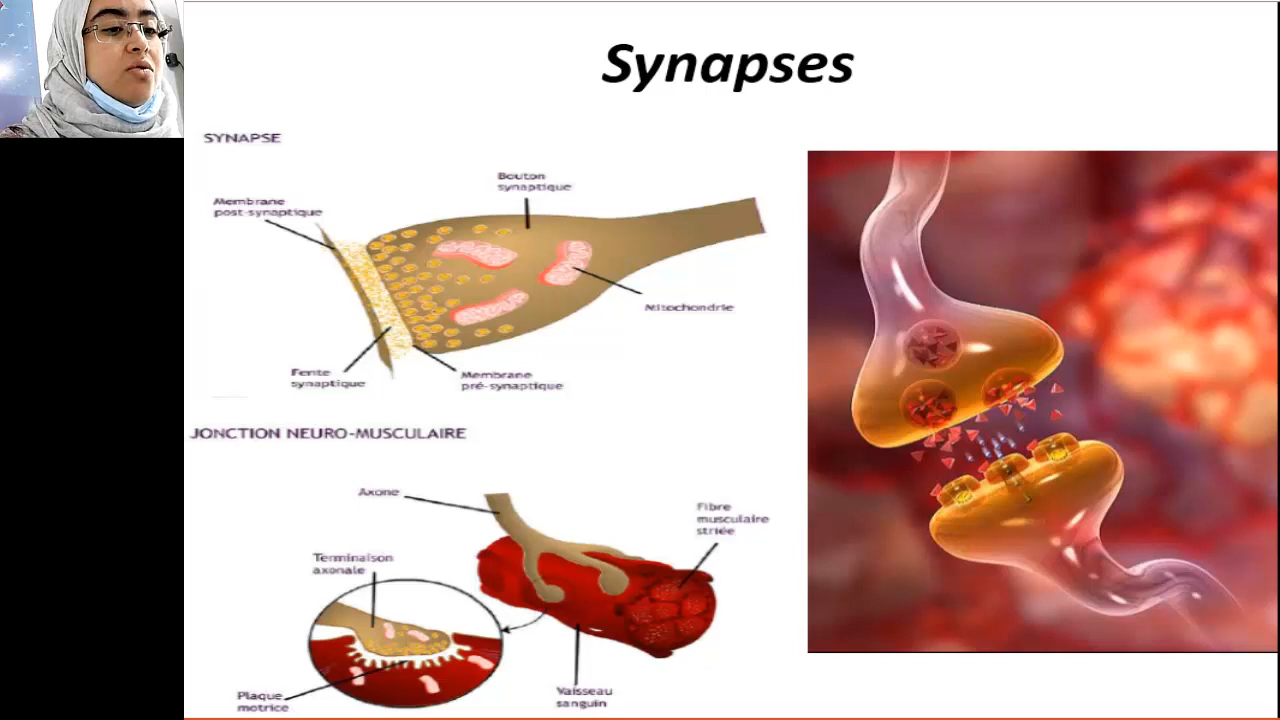 Synapses
SYNAPSE
Bouton
synaptique
Membrane
post-synaptique
Mitochondrie
Fente
synaptique
Membrane
pré-synaptique
JONCTION NEURO-MUSCULAIRE
Axone
Fibre
musculaire
striée
Terminaison
axonale
Plaque
motrice
Vaisseau
sanguin